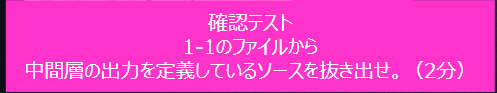 確認テスト
1-1のファイルから
中間層の出力を定義しているソースを抜き出せ。（2分）